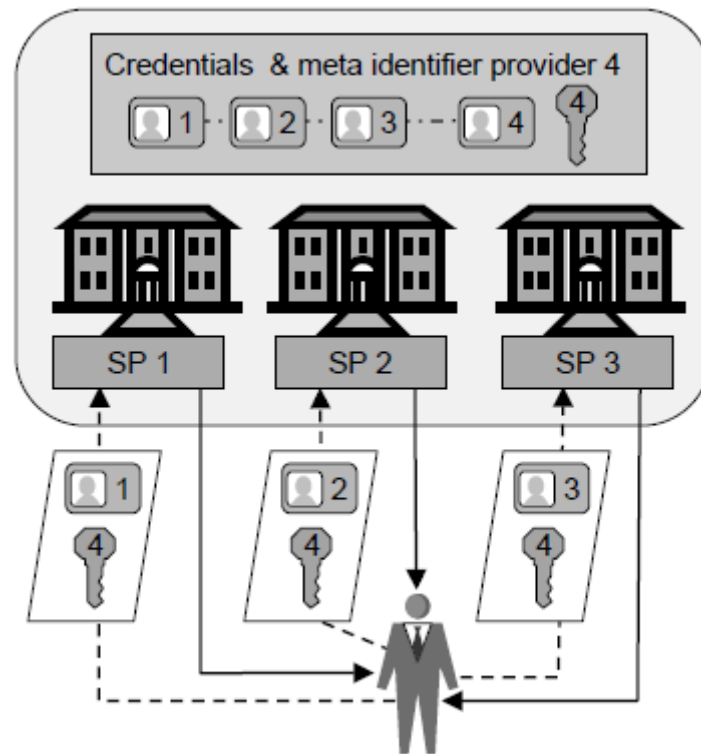 Credentials & meta identifier provider 4
1 2 3 4 4
SP 1 SP 2 SP 3
1 2 3
4 4 4